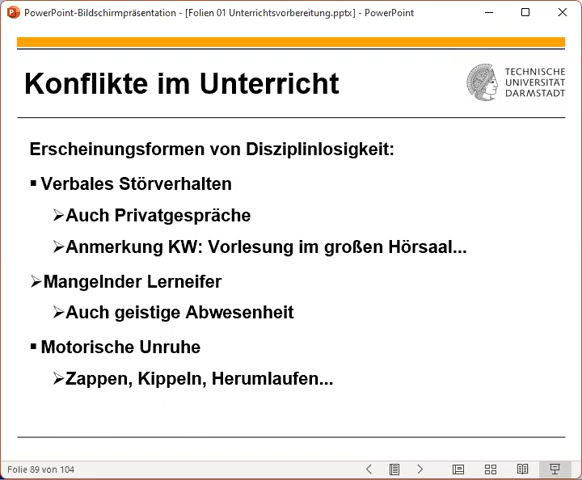 PowerPoint-Bildschirmpräsentation - [Folien 01 Unterrichtsvorbereitung.pptx] - PowerPoint
Konflikte im Unterricht
TECHNISCHE
UNIVERSITÄT
DARMSTADT
Erscheinungsformen von Disziplinlosigkeit:
▪ Verbales Störverhalten
➢Auch Privatgespräche
➢Anmerkung KW: Vorlesung im großen Hörsaal...
➢Mangelnder Lerneifer
➢Auch geistige Abwesenheit
▪ Motorische Unruhe
➢Zappen, Kippeln, Herumlaufen...
Folie 89 von 104